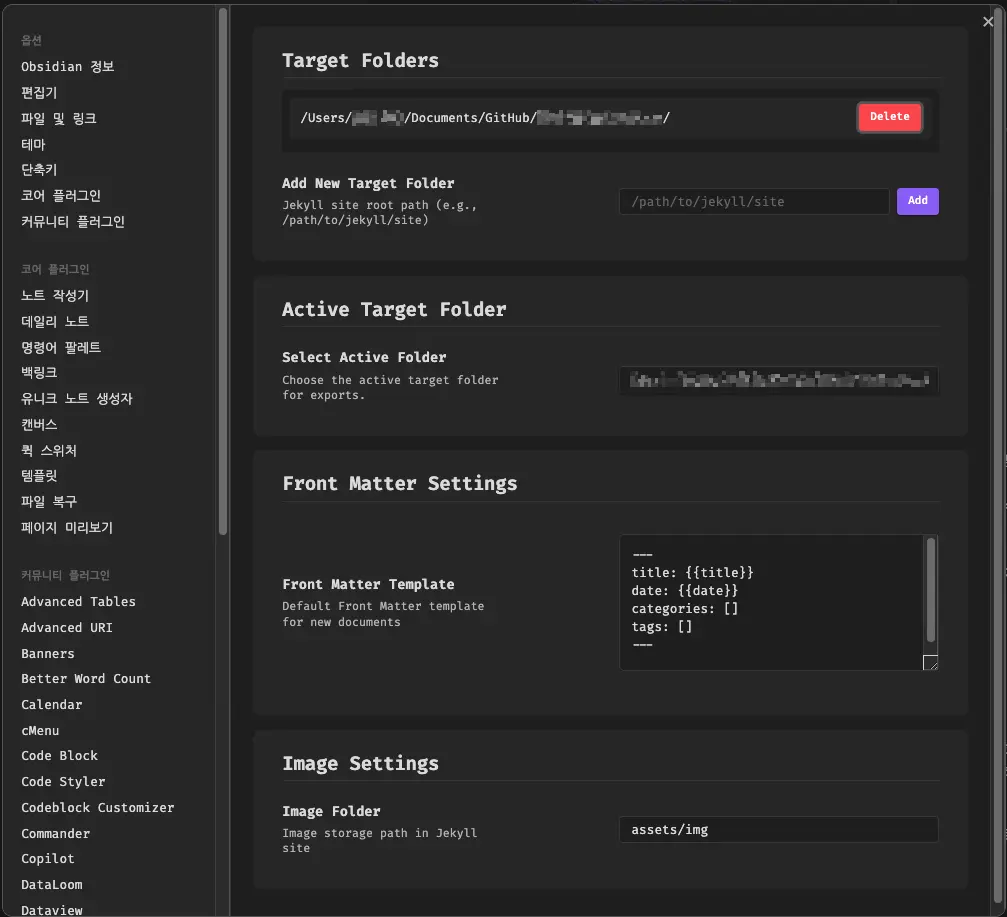 옵션
Obsidian 정보
편집기
파일 및 링크
테마
단축키
코어 플러그인
커뮤니티 플러그인
코어 플러그인
노트 작성기
데일리 노트
명령어 팔레트
백링크
유니크 노트 생성자
캔버스
퀵 스위처
템플릿
파일 복구
페이지 미리보기
커뮤니티 플러그인
Advanced Tables
Advanced URI
Banners
Better Word Count
Calendar
cMenu
Code Block
Code Styler
Codeblock Customizer
Commander
Copilot
DataLoom
Dataview
Target Folders
/Users/ /Documents/GitHub/ /
Delete
Add New Target Folder
Jekyll site root path (e.g.,
/path/to/jekyll/site)
/path/to/jekyll/site
Add
Active Target Folder
Select Active Folder
Choose the active target folder
for exports.
Front Matter Settings
Front Matter Template
Default Front Matter template
for new documents
---
title: {{title}}
date: {{date}}
categories: []
tags: []
---
Image Settings
Image Folder
Image storage path in Jekyll
site
assets/img